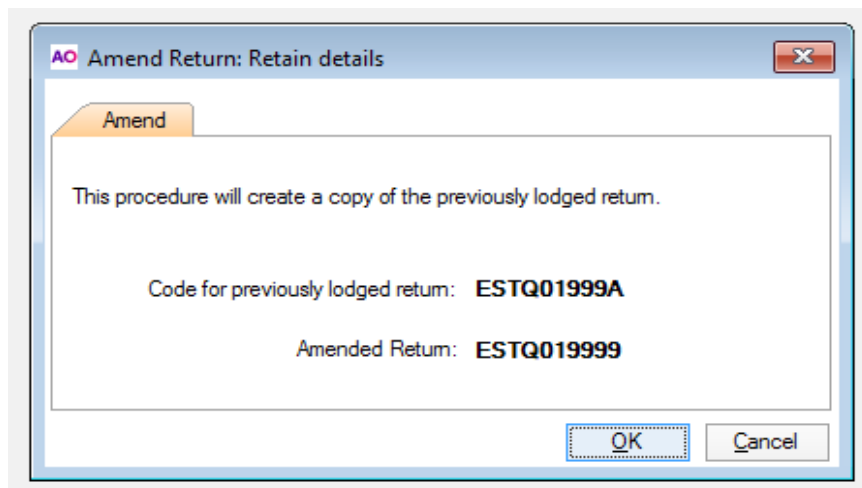 AO Amend Return: Retain details
Amend
This procedure will create a copy of the previously lodged return.
Code for previously lodged return: ESTQ01999A
Amended Return: ESTQ019999
OK Cancel